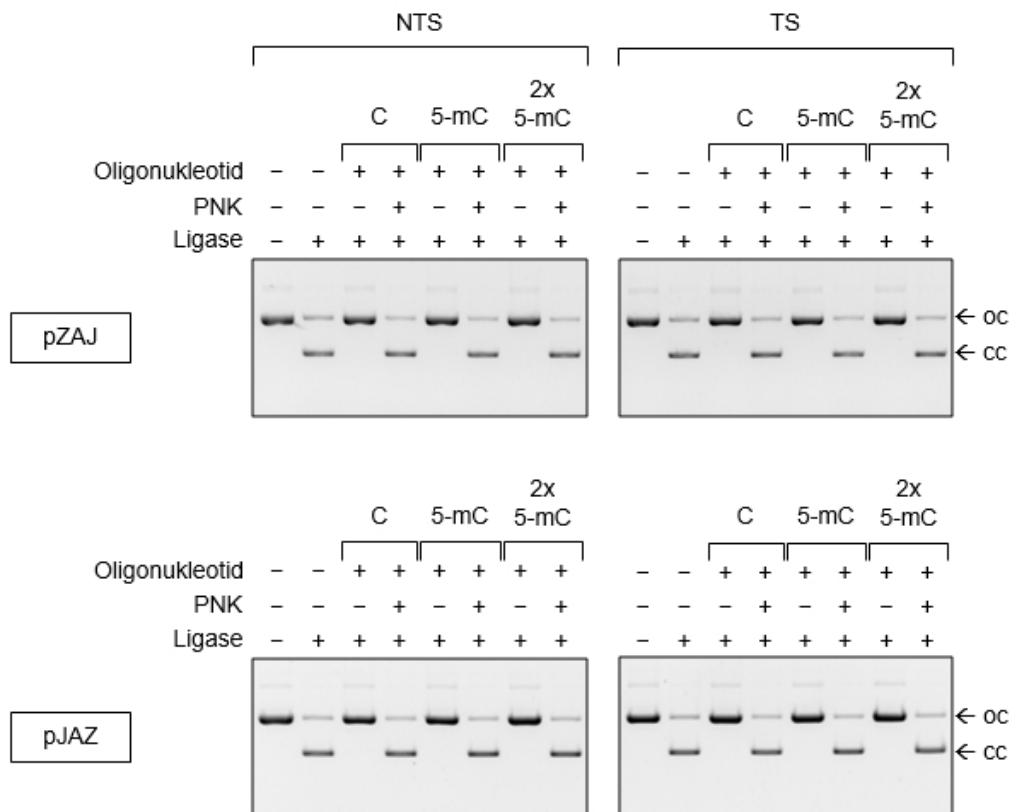 NTS TS
C 5-mC 2x 5-mC C 5-mC 2x 5-mC
Oligonukleotid – – + + + + + + – – + + + + + +
PNK – – – + – + – + – – – + – + – +
Ligase – + + + + + + + – + + + + + + +
pZAJ
← oc
← cc
C 5-mC 2x 5-mC C 5-mC 2x 5-mC
Oligonukleotid – – + + + + + + – – + + + + + +
PNK – – – + – + – + – – – + – + – +
Ligase – + + + + + + + – + + + + + + +
pJAZ
← oc
← cc